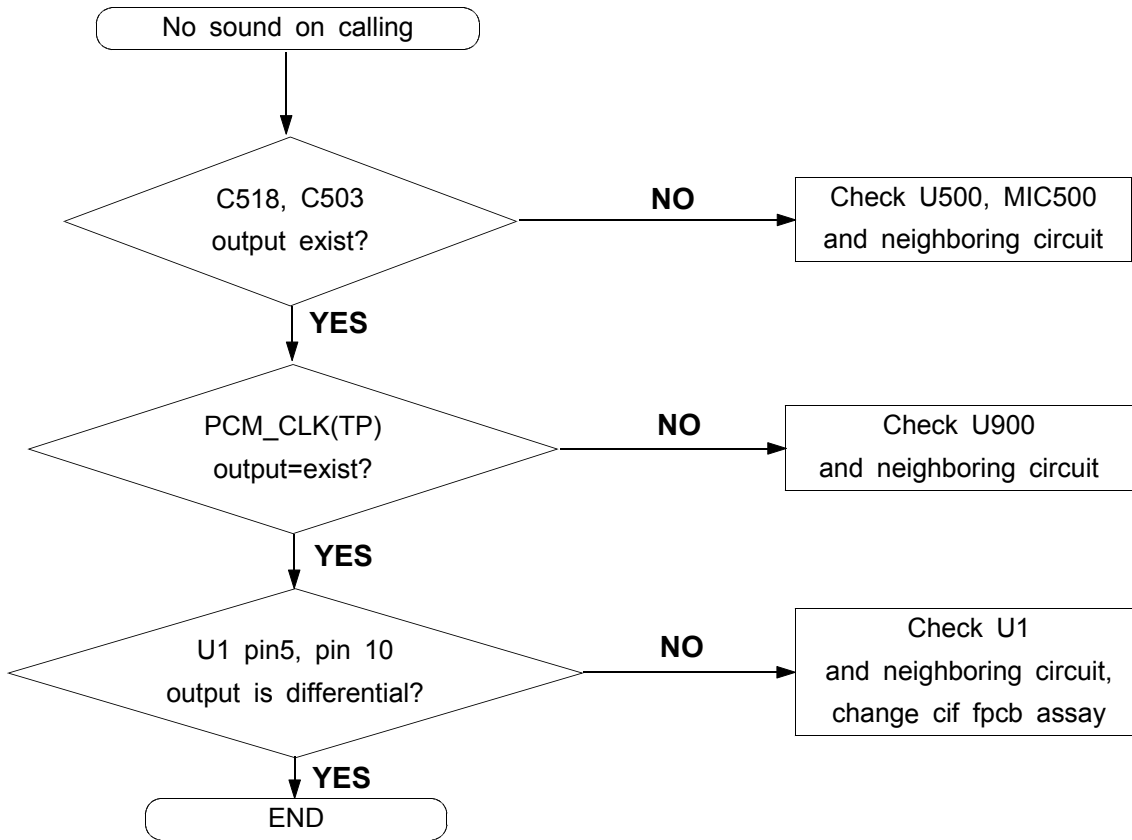 No sound on calling
C518, C503
output exist?
NO
Check U500, MIC500
and neighboring circuit
YES
PCM_CLK(TP)
output=exist?
NO
Check U900
and neighboring circuit
YES
U1 pin5, pin 10
output is differential?
NO
Check U1
and neighboring circuit,
change cif fpcb assay
YES
END